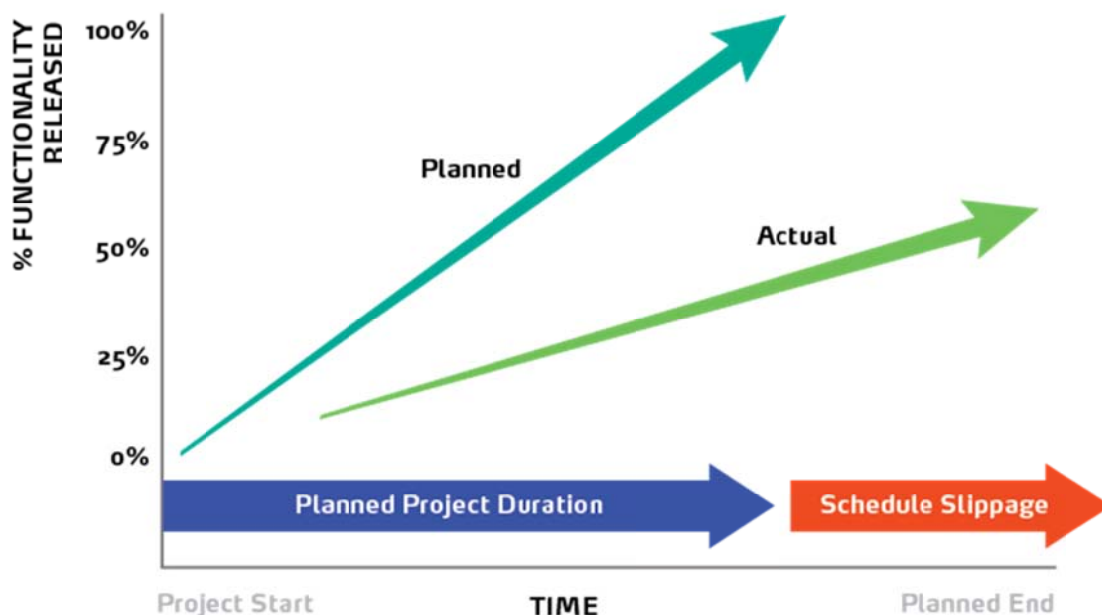 % FUNCTIONALITY
RELEASED
100%
75%
50%
25%
0%
Planned
Actual
Planned Project Duration
Schedule Slippage
Project Start
TIME
Planned End